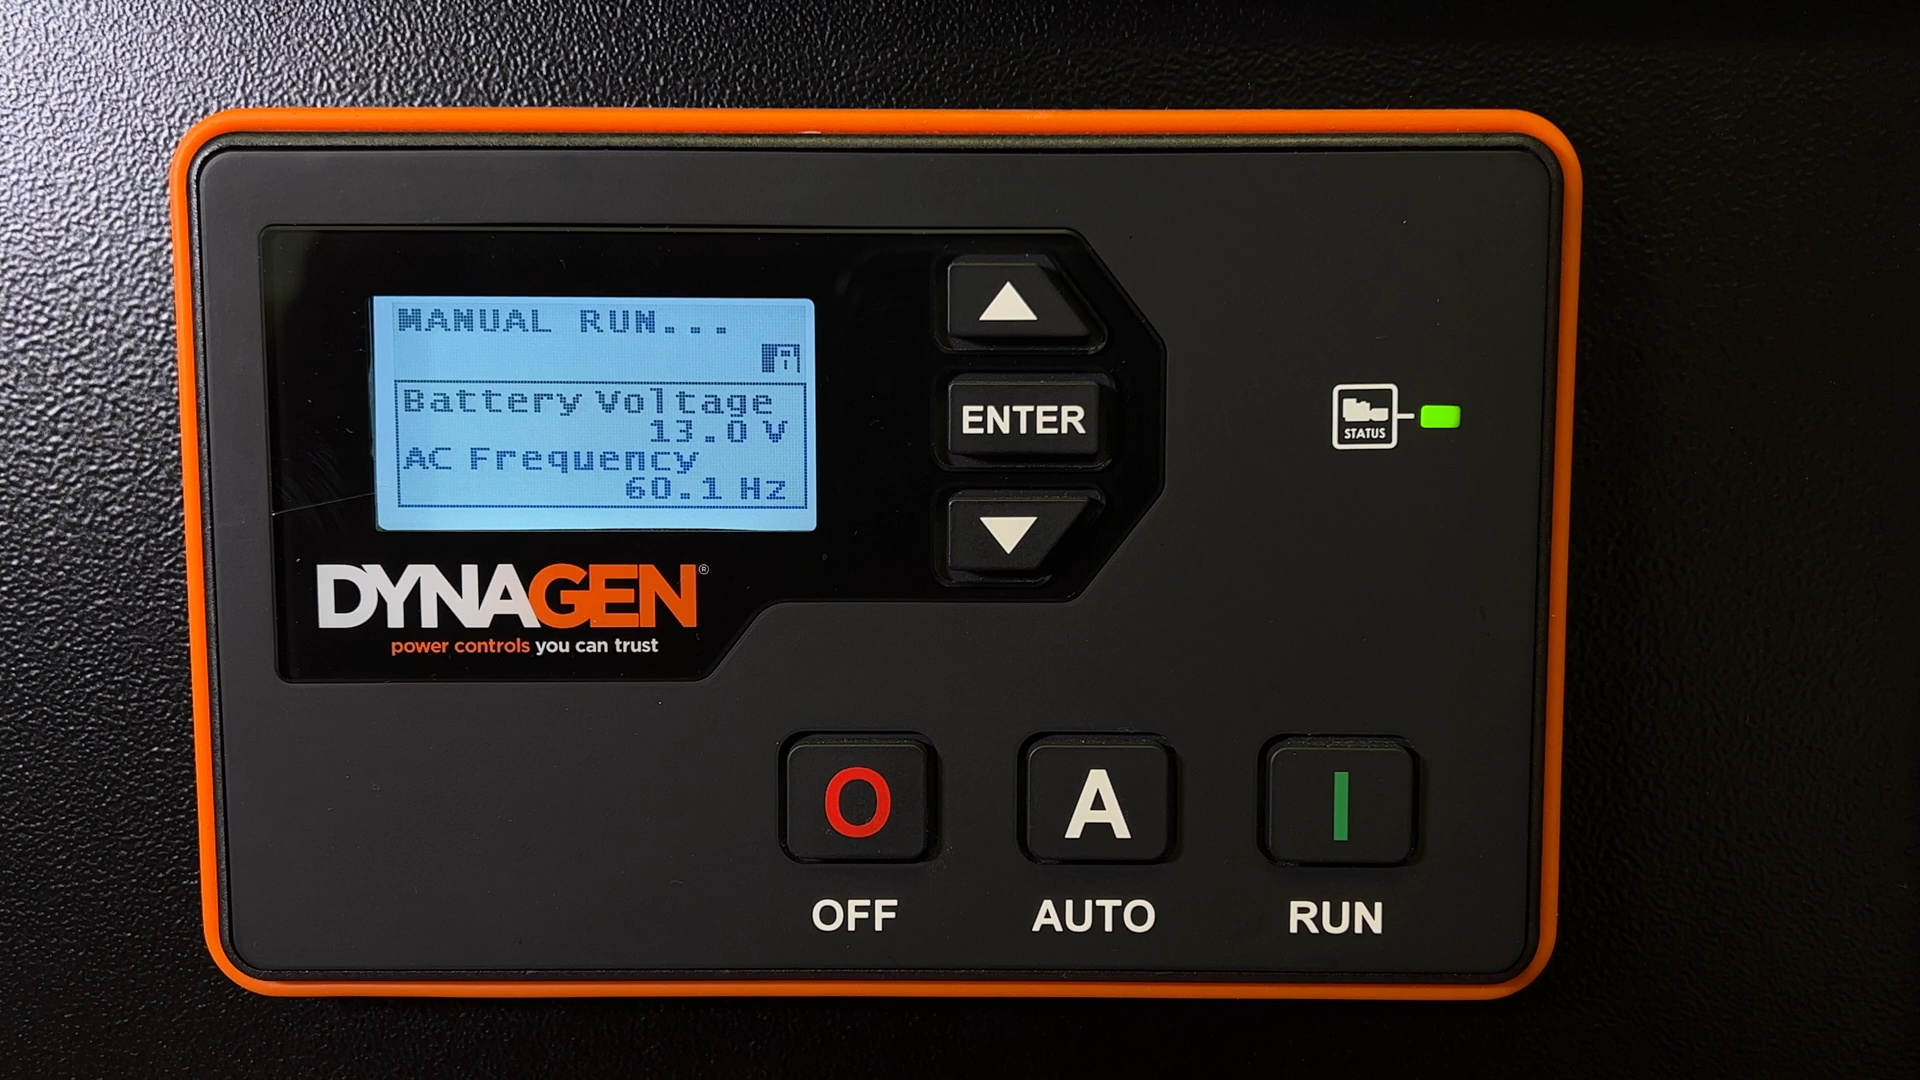 MANUAL RUN...
Battery Voltage
13.0 V
AC Frequency
60.1 Hz
ENTER
STATUS
DYNAGEN®
power controls you can trust
O
A
I
OFF
AUTO
RUN